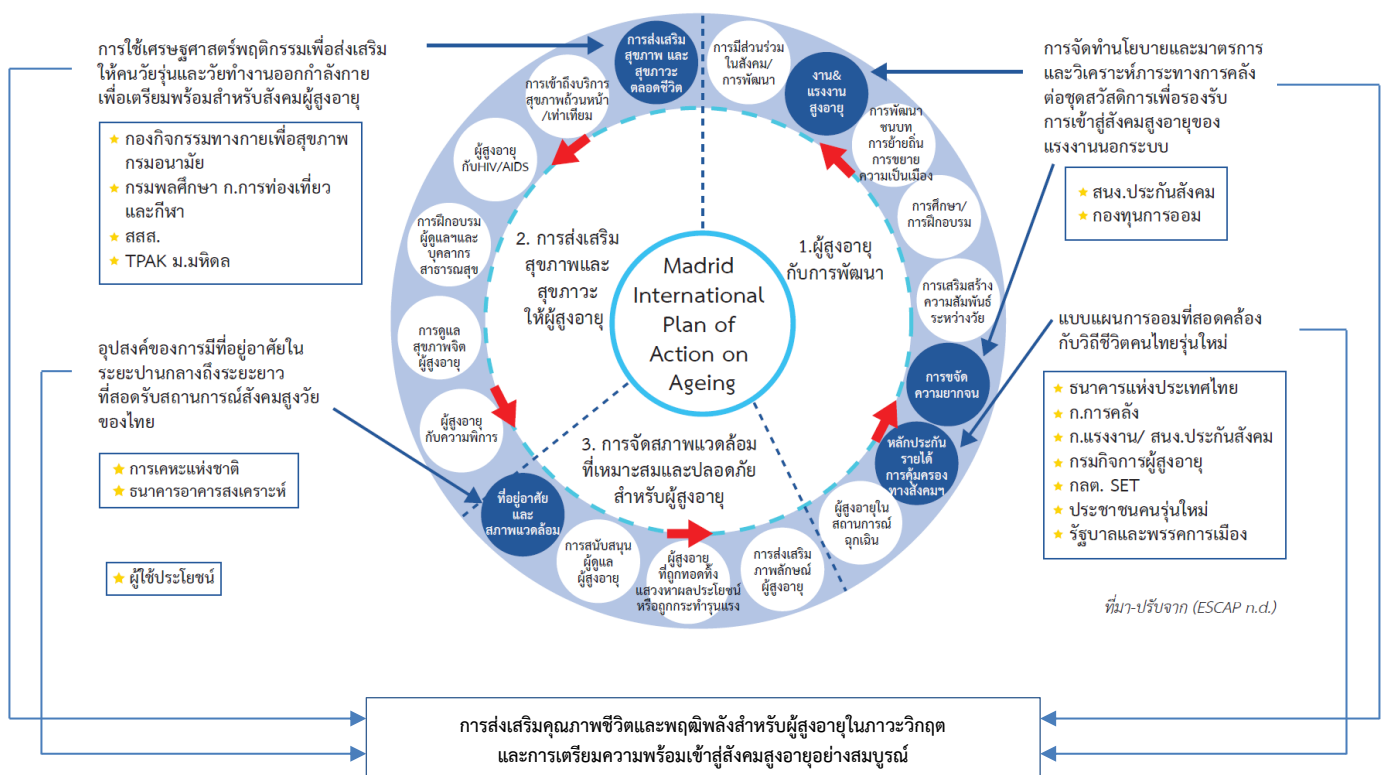 การใช้เศรษฐศาสตร์พฤติกรรมเพื่อส่งเสริม
ให้คนวัยรุ่นและวัยทำงานออกกำลังกาย
เพื่อเตรียมพร้อมสำหรับสังคมผู้สูงอายุ
กองกิจกรรมทางกายเพื่อสุขภาพ
กรมอนามัย
กรมพลศึกษา ก.การท่องเที่ยว
และกีฬา
สสส.
TPAK ม.มหิดล
อุปสงค์ของการมีที่อยู่อาศัยใน
ระยะปานกลางถึงระยะยาว
ที่สอดรับสถานการณ์สังคมสูงวัย
ของไทย
การเคหะแห่งชาติ
ธนาคารอาคารสงเคราะห์
ผู้ใช้ประโยชน์
การส่งเสริม
สุขภาพ และ
สุขภาวะ
ตลอดชีวิต
การเข้าถึงบริการ
สุขภาพถ้วนหน้า
/เท่าเทียม
ผู้สูงอายุ
กับHIV/AIDS
การฝึกอบรม
ผู้ดูแลฯและ
บุคลากร
สาธารณสุข
การดูแล
สุขภาพจิต
ผู้สูงอายุ
ผู้สูงอายุ
กับความพิการ
2. การส่งเสริม
สุขภาพและ
สุขภาวะ
ให้ผู้สูงอายุ
Madrid
International
Plan of
Action on
Ageing
1.ผู้สูงอายุ
กับการพัฒนา
3. การจัดสภาพแวดล้อม
ที่เหมาะสมและปลอดภัย
สำหรับผู้สูงอายุ
ที่อยู่อาศัย
และ
สภาพแวดล้อม
การสนับสนุน
ผู้ดูแล
ผู้สูงอายุ
ผู้สูงอายุ
ที่ถูกทอดทิ้ง
แสวงหาผลประโยชน์
หรือถูกกระทำรุนแรง
การส่งเสริม
ภาพลักษณ์
ผู้สูงอายุ
ผู้สูงอายุใน
สถานการณ์
ฉุกเฉิน
การมีส่วนร่วม
ในสังคม/
การพัฒนา
งาน&
แรงงาน
สูงอายุ
การพัฒนา
ชนบท
การย้ายถิ่น
การขยาย
ความเป็นเมือง
การศึกษา/
การฝึกอบรม
การเสริมสร้าง
ความสัมพันธ์
ระหว่างวัย
การขจัด
ความยากจน
หลักประกัน
รายได้
การคุ้มครอง
ทางสังคมฯ
การจัดทำนโยบายและมาตรการ
และวิเคราะห์ภาระทางการคลัง
ต่อชุดสวัสดิการเพื่อรองรับ
การเข้าสู่สังคมสูงอายุของ
แรงงานนอกระบบ
สนง.ประกันสังคม
กองทุนการออม
แบบแผนการออมที่สอดคล้อง
กับวิถีชีวิตคนไทยรุ่นใหม่
ธนาคารแห่งประเทศไทย
ก.การคลัง
ก.แรงงาน/ สนง.ประกันสังคม
กรมกิจการผู้สูงอายุ
กลต. SET
ประชาชนคนรุ่นใหม่
รัฐบาลและพรรคการเมือง
ที่มา-ปรับจาก (ESCAP n.d.)
การส่งเสริมคุณภาพชีวิตและพฤฒิพลังสำหรับผู้สูงอายุในภาวะวิกฤต
และการเตรียมความพร้อมเข้าสู่สังคมสูงอายุอย่างสมบูรณ์